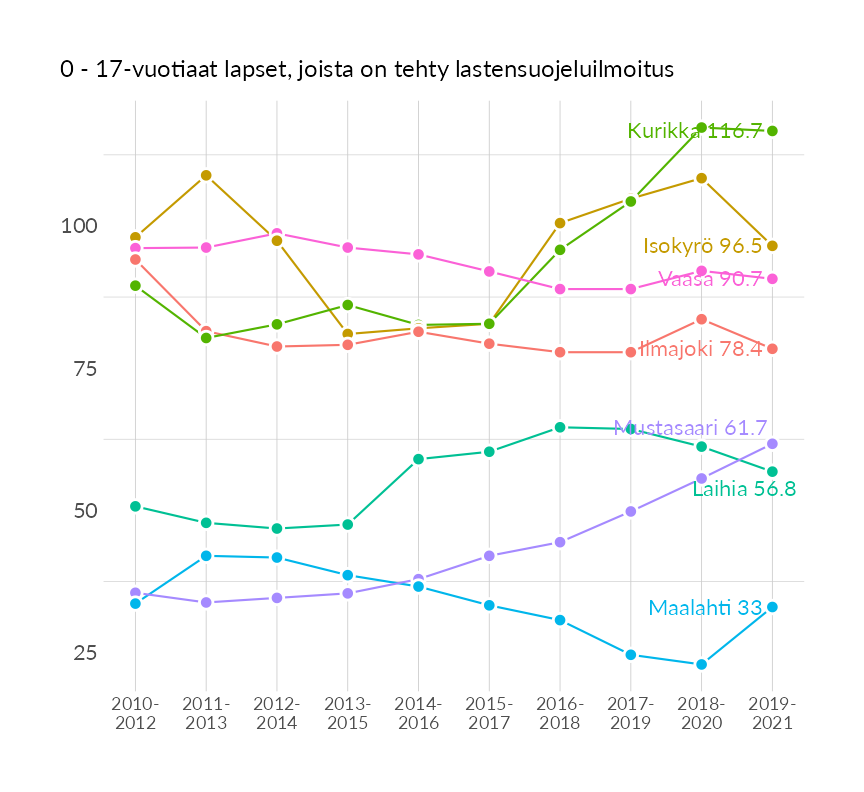 0 - 17-vuotiaat lapset, joista on tehty lastensuojeluilmoitus
Kurikka 116.7
100
Isokyrö 96.5
Vaasa 90.7
Ilmajoki 78.4
75
Mustasaari 61.7
Laihia 56.8
50
Maalahti 33
25
2010- 2011- 2012- 2013- 2014- 2015- 2016- 2017- 2018- 2019-
2012 2013 2014 2015 2016 2017 2018 2019 2020 2021